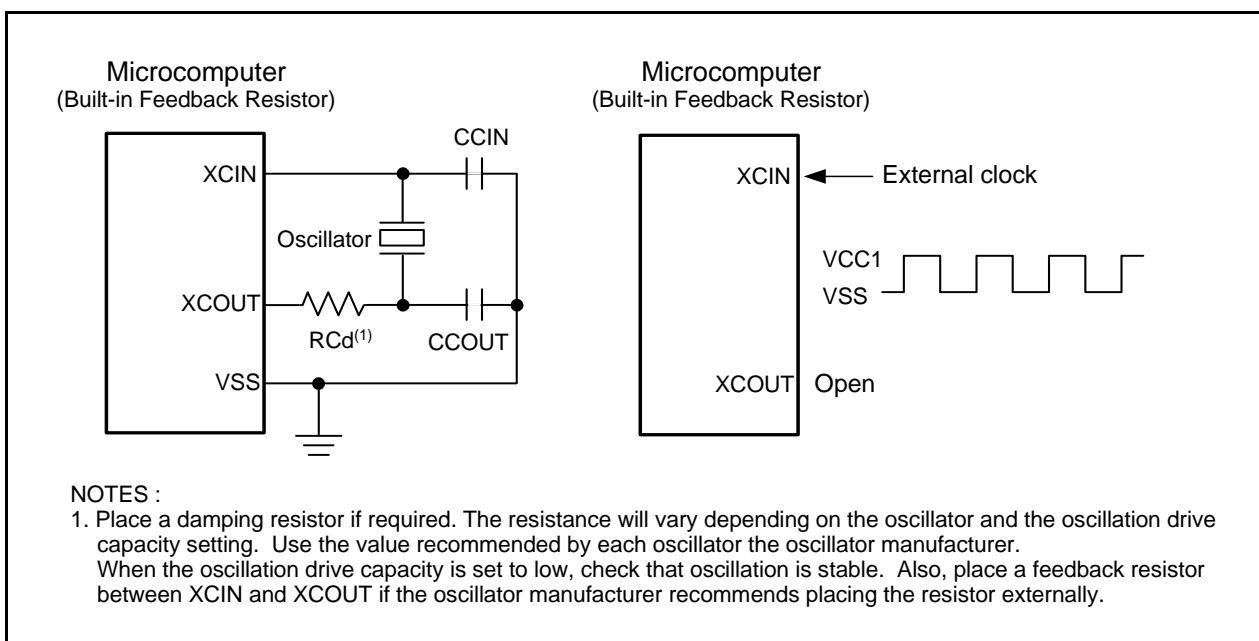 Microcomputer
(Built-in Feedback Resistor)
CCIN
XCIN
Oscillator
XCOUT
RCd(1)
CCOUT
VSS
Microcomputer
(Built-in Feedback Resistor)
XCIN
External clock
VCC1
VSS
XCOUT
Open
NOTES :
1. Place a damping resistor if required. The resistance will vary depending on the oscillator and the oscillation drive
capacity setting. Use the value recommended by each oscillator the oscillator manufacturer.
When the oscillation drive capacity is set to low, check that oscillation is stable. Also, place a feedback resistor
between XCIN and XCOUT if the oscillator manufacturer recommends placing the resistor externally.